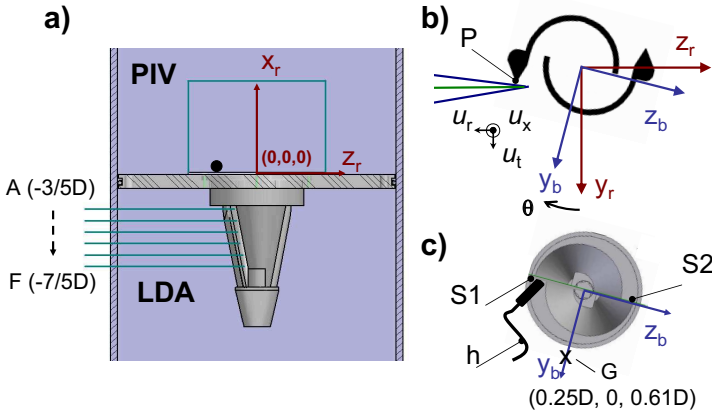 a)
PIV
x_r
(0,0,0)
z_r
A (-3/5D)
F (-7/5D)
LDA
b)
P
z_r
u_r
u_x
u_t
z_b
y_b
y_r
θ
c)
S1
S2
z_b
h
y_b
x
G
(0.25D, 0, 0.61D)